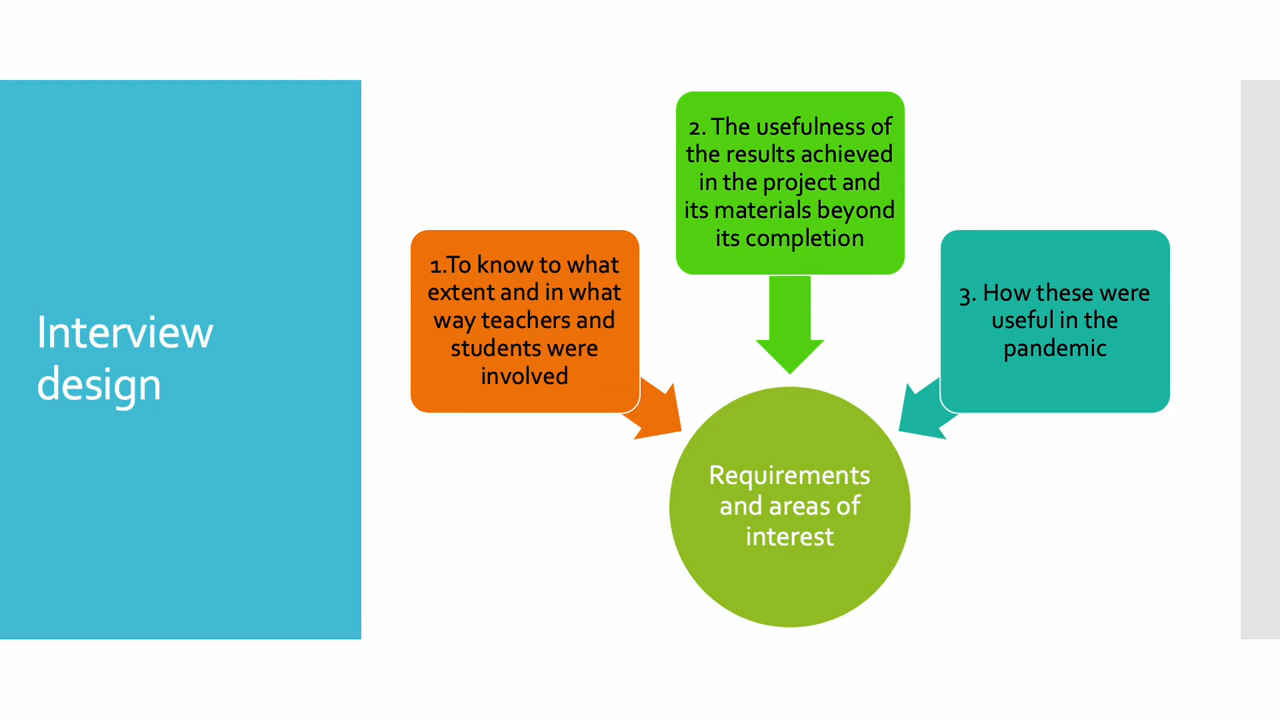 Interview
design
1.To know to what
extent and in what
way teachers and
students were
involved
2. The usefulness of
the results achieved
in the project and
its materials beyond
its completion
3. How these were
useful in the
pandemic
Requirements
and areas of
interest